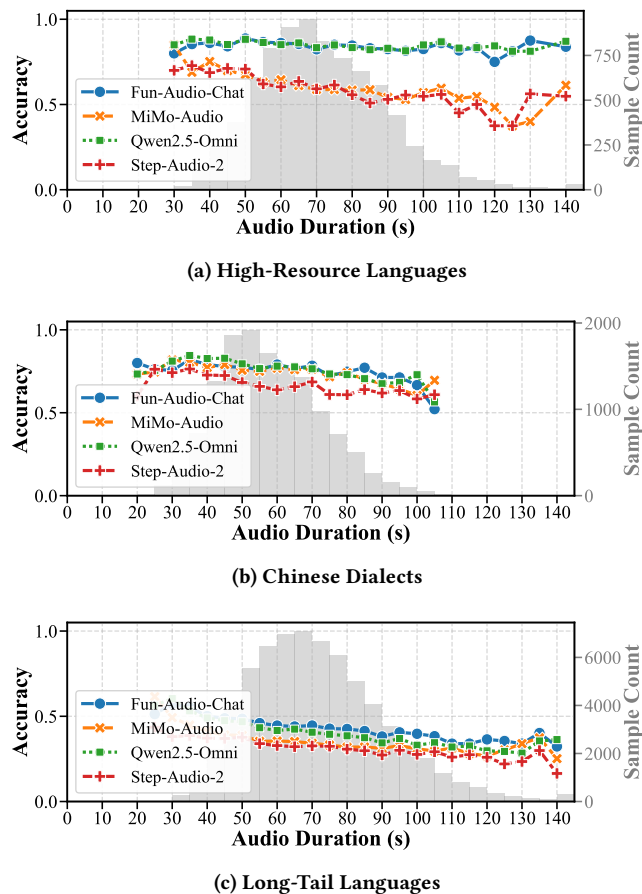 1.0
0.5
0.0
Accuracy
Fun-Audio-Chat
MiMo-Audio
Qwen2.5-Omni
Step-Audio-2
750
500
250
0
Sample Count
0 10 20 30 40 50 60 70 80 90 100 110 120 130 140
Audio Duration (s)
(a) High-Resource Languages
1.0
0.5
0.0
Accuracy
Fun-Audio-Chat
MiMo-Audio
Qwen2.5-Omni
Step-Audio-2
2000
1000
0
Sample Count
0 10 20 30 40 50 60 70 80 90 100 110 120 130 140
Audio Duration (s)
(b) Chinese Dialects
1.0
0.5
0.0
Accuracy
Fun-Audio-Chat
MiMo-Audio
Qwen2.5-Omni
Step-Audio-2
6000
4000
2000
0
Sample Count
0 10 20 30 40 50 60 70 80 90 100 110 120 130 140
Audio Duration (s)
(c) Long-Tail Languages